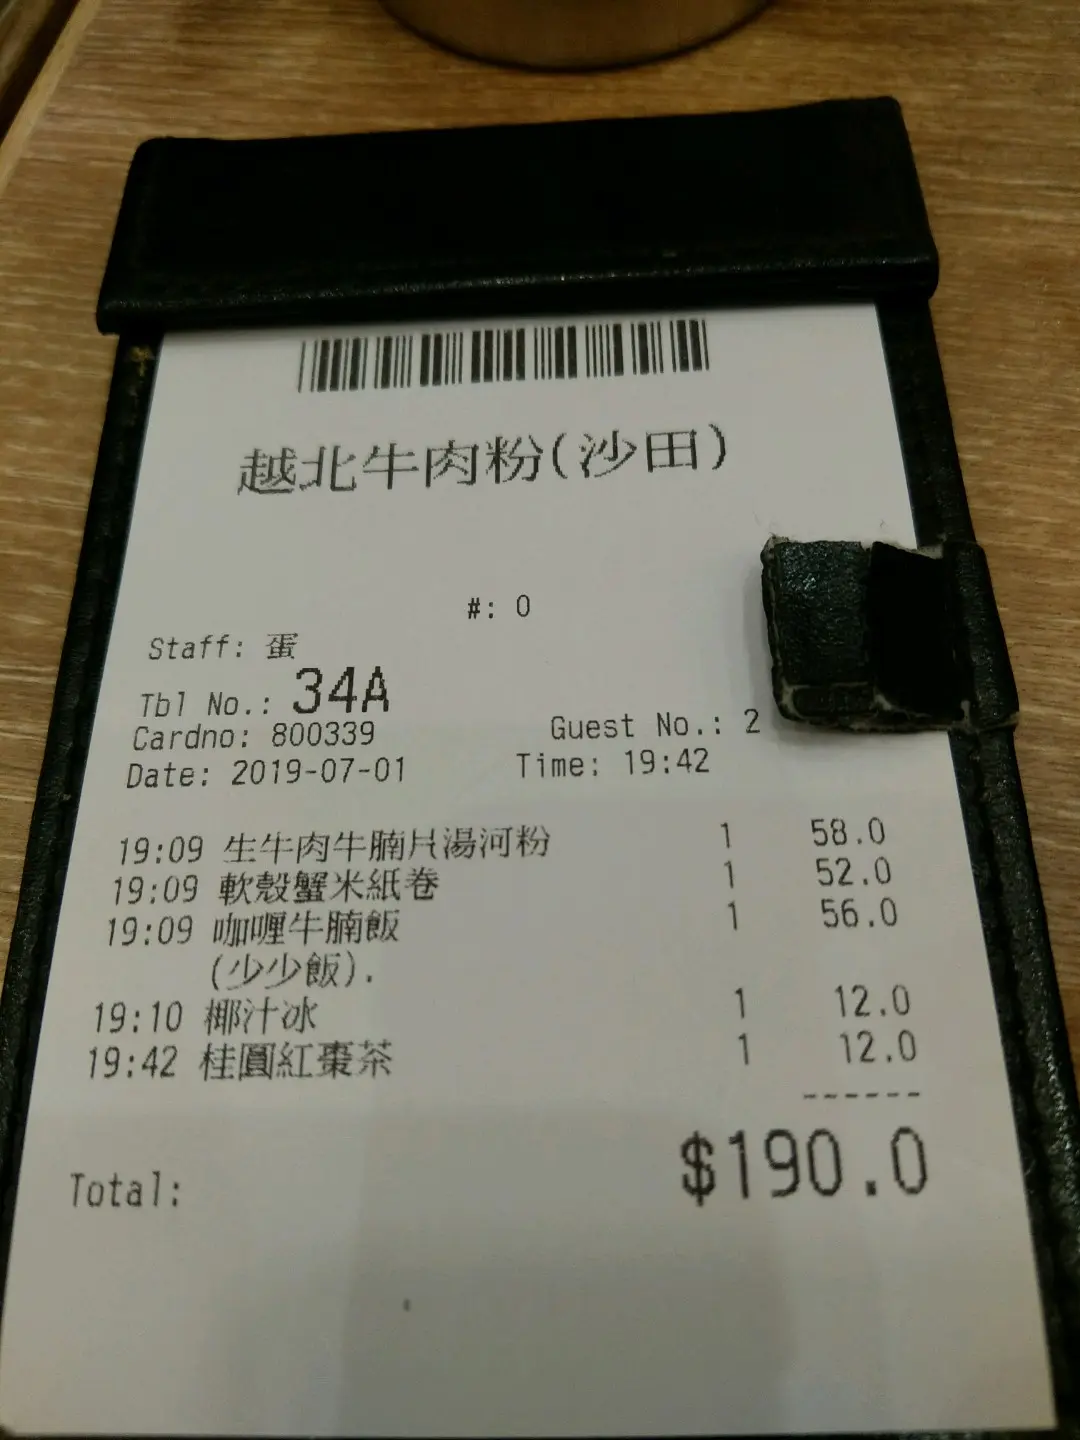 越北牛肉粉(沙田)
#: 0
Staff: 蛋
Tbl No.: 34A
Cardno: 800339 Guest No.: 2
Date: 2019-07-01 Time: 19:42
19:09 生牛肉牛腩片湯河粉 1 58.0
19:09 軟殼蟹米紙卷 1 52.0
19:09 咖喱牛腩飯 1 56.0
(少少飯).
19:10 椰汁冰 1 12.0
19:42 桂圓紅棗茶 1 12.0
------
Total: $190.0